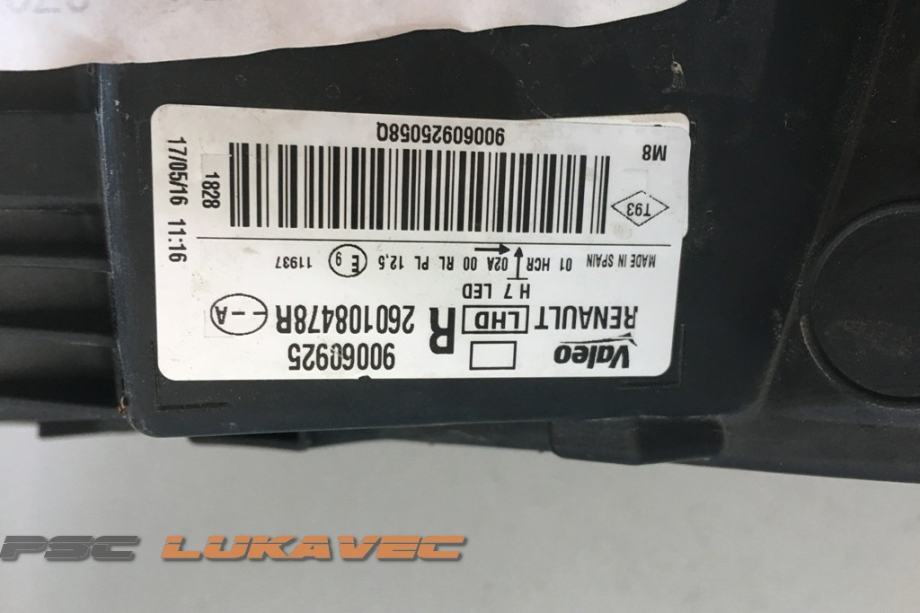 Valeo 90060925
RENAULT LHD R 260108478R --A
H7 LED
MADE IN SPAIN 01 HCR 02A 00 RL PL 12,5 E9 11937
T93
M8
90060925058Q
1828
17/05/16 11:16
PSC LUKAVEC